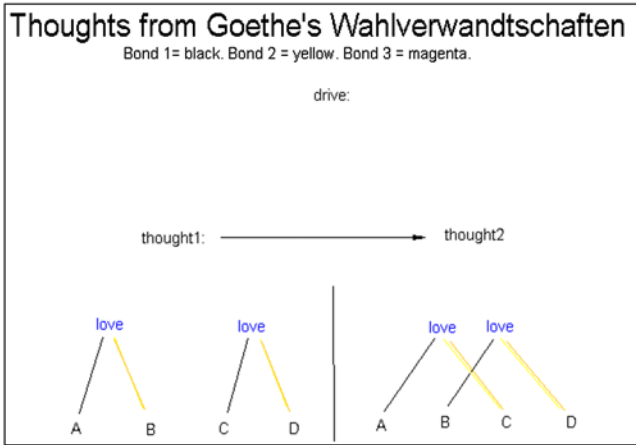 Thoughts from Goethe's Wahlverwandtschaften
Bond 1= black. Bond 2 = yellow. Bond 3 = magenta.
drive:
thought1: thought2
love love love love
A B C D A B C D